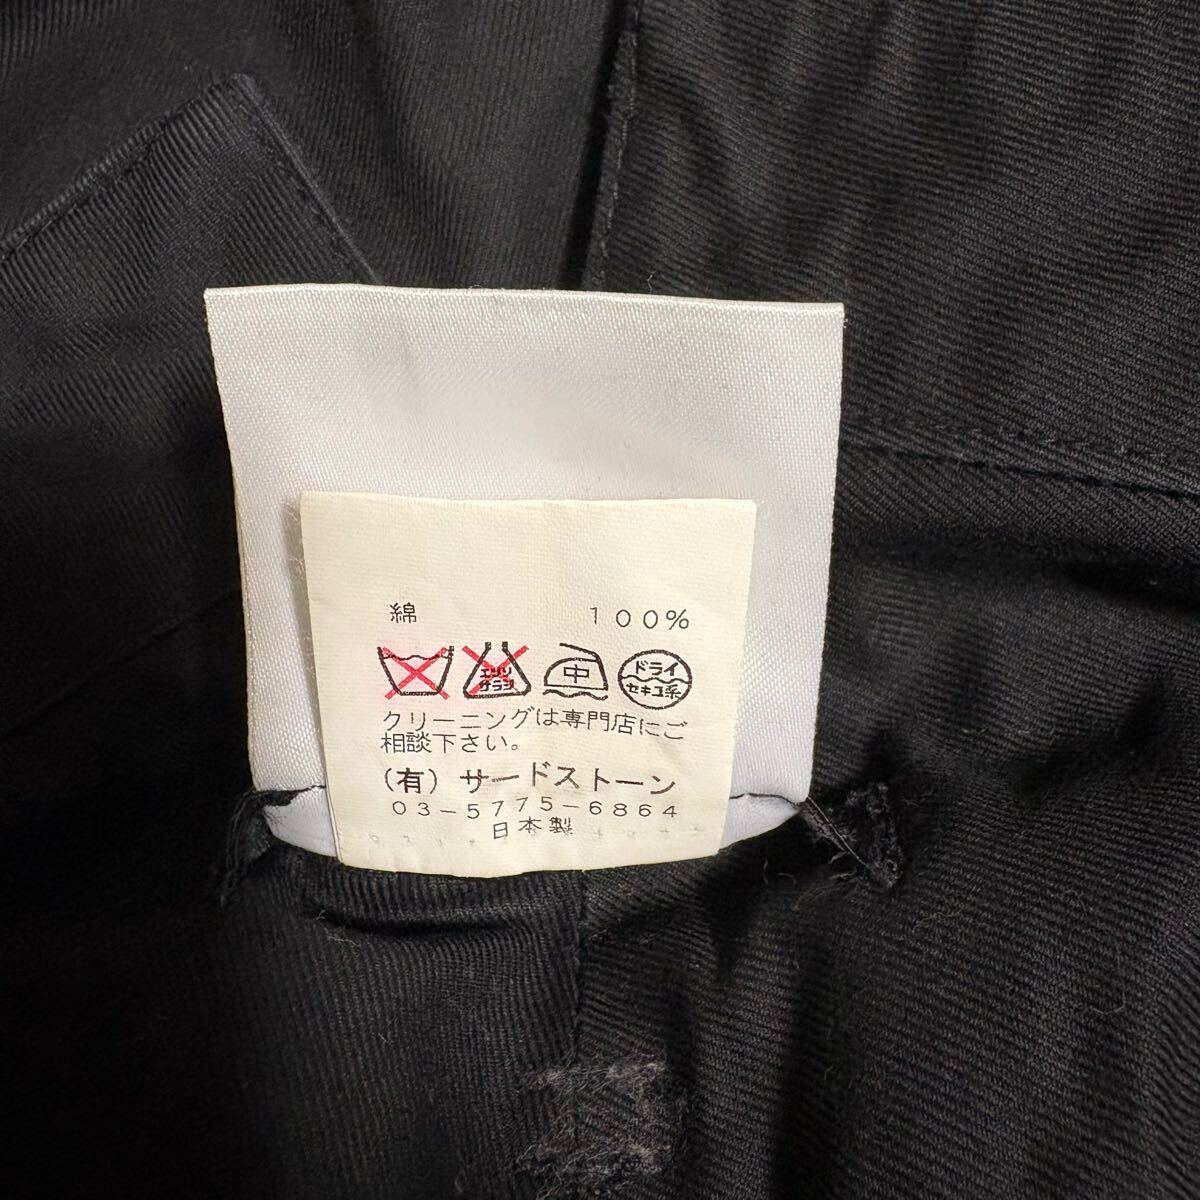 綿 100%
エンソ サラシ 中 ドライ セキユ系
クリーニングは専門店にご
相談下さい。
(有) サードストーン
03-5775-6864
日本製